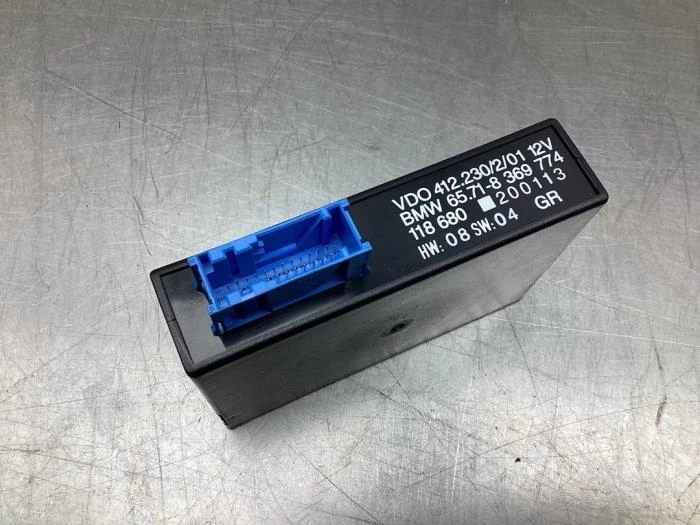 VDO 412.230/2/01 12V
BMW 65.71-8 369 774
118 680 200113
HW: 08 SW: 04 GR